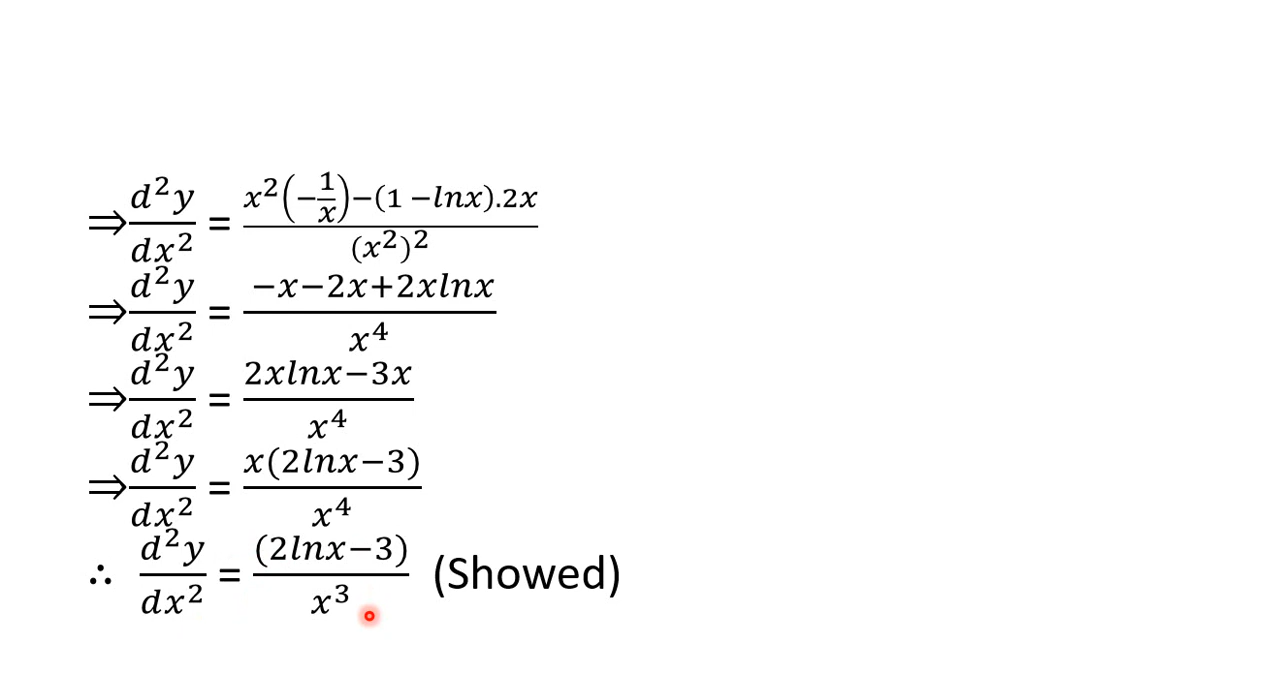 ⇒d²y/dx² = (x²(−1/x)−(1 −lnx).2x)/(x²)²
⇒d²y/dx² = (−x−2x+2xlnx)/x⁴
⇒d²y/dx² = (2xlnx−3x)/x⁴
⇒d²y/dx² = x(2lnx−3)/x⁴
∴ d²y/dx² = (2lnx−3)/x³ (Showed)